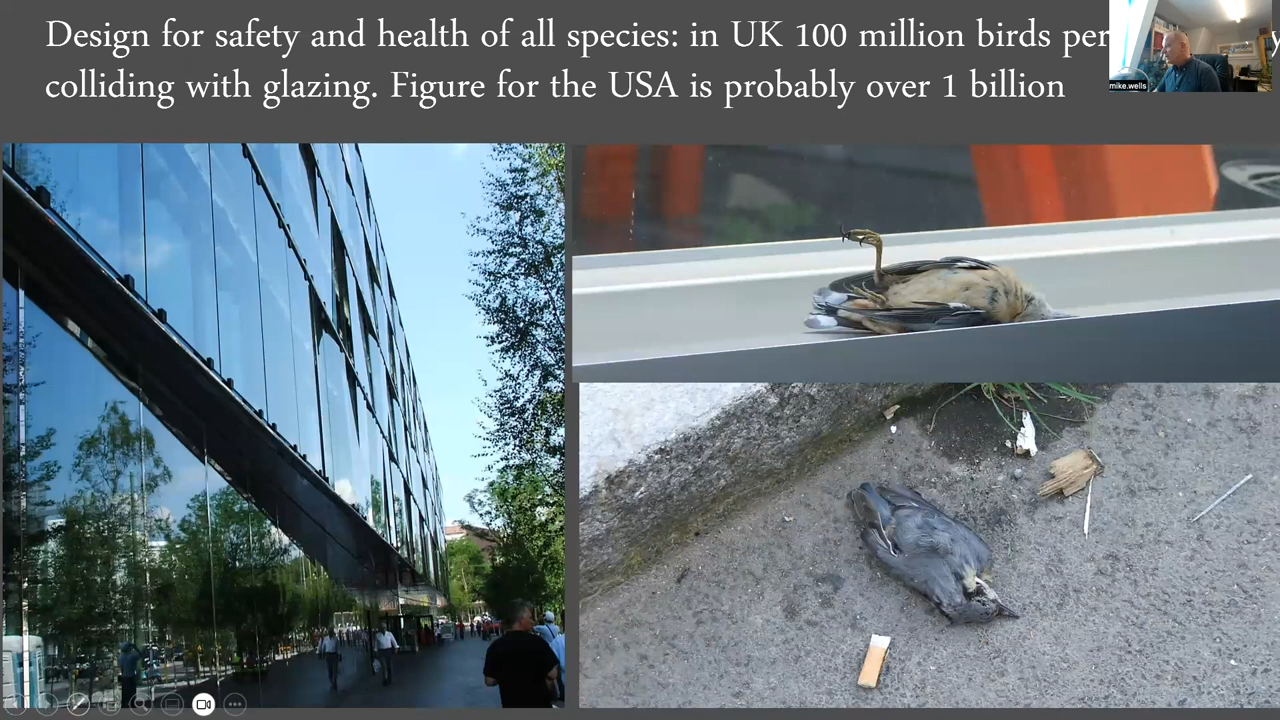 Design for safety and health of all species: in UK 100 million birds per
colliding with glazing. Figure for the USA is probably over 1 billion
mike.wells